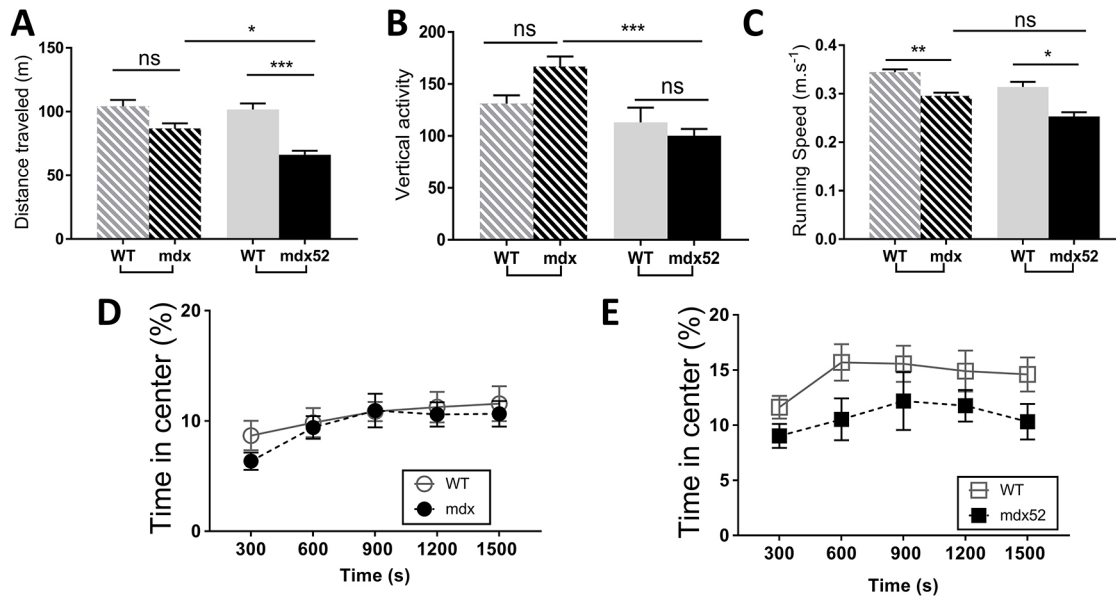 A
Distance traveled (m)
150
100
50
0
ns
*
***
WT mdx WT mdx52
B
Vertical activity
200
150
100
50
0
ns
***
ns
WT mdx WT mdx52
C
Running Speed (m.s⁻¹)
0.4
0.3
0.2
0.1
0.0
ns
**
*
WT mdx WT mdx52
D
Time in center (%)
20
10
0
WT
mdx
300 600 900 1200 1500
Time (s)
E
Time in center (%)
20
15
10
5
0
WT
mdx52
300 600 900 1200 1500
Time (s)